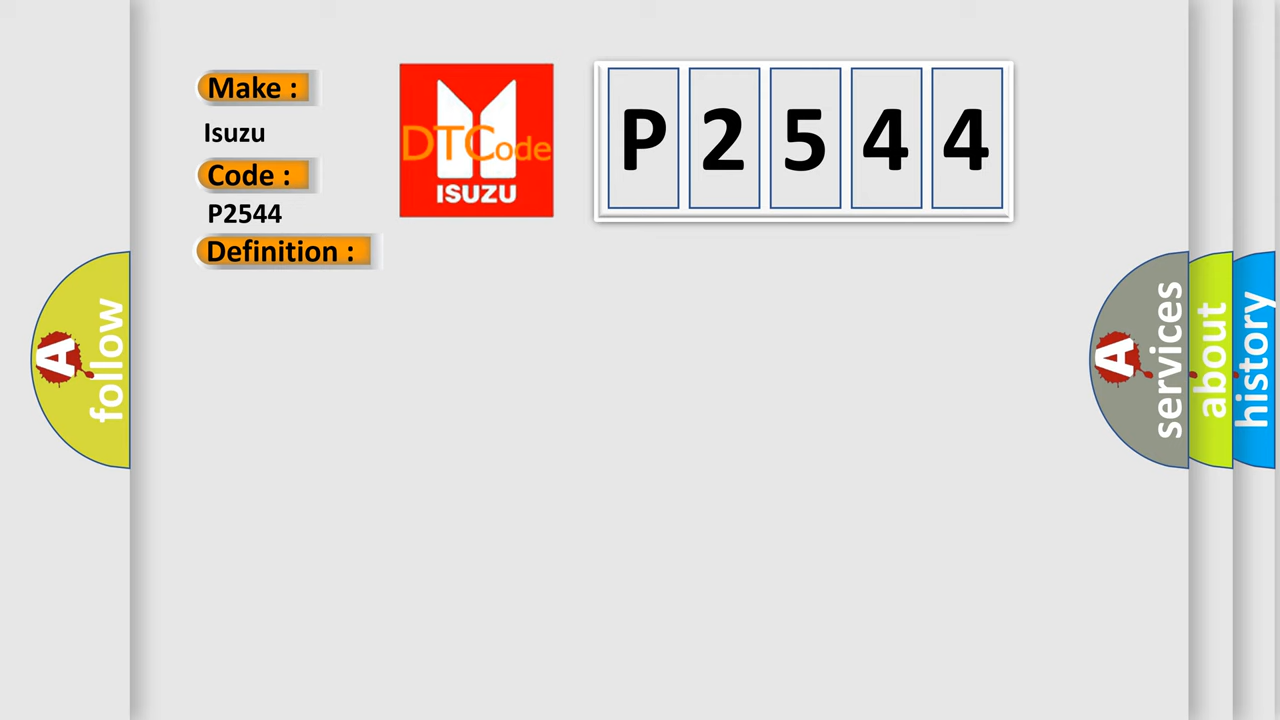 Make :
Isuzu
Code :
P2544
Definition :
DTCode
ISUZU
P 2 5 4 4
A follow
A services
about
history